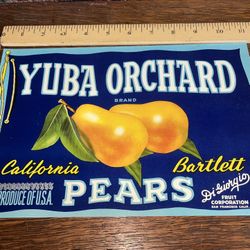 YUBA ORCHARD
BRAND
California Bartlett
PEARS
PRODUCE OF U.S.A.
Di Giorgio
FRUIT
CORPORATION
SAN FRANCISCO CALIF.